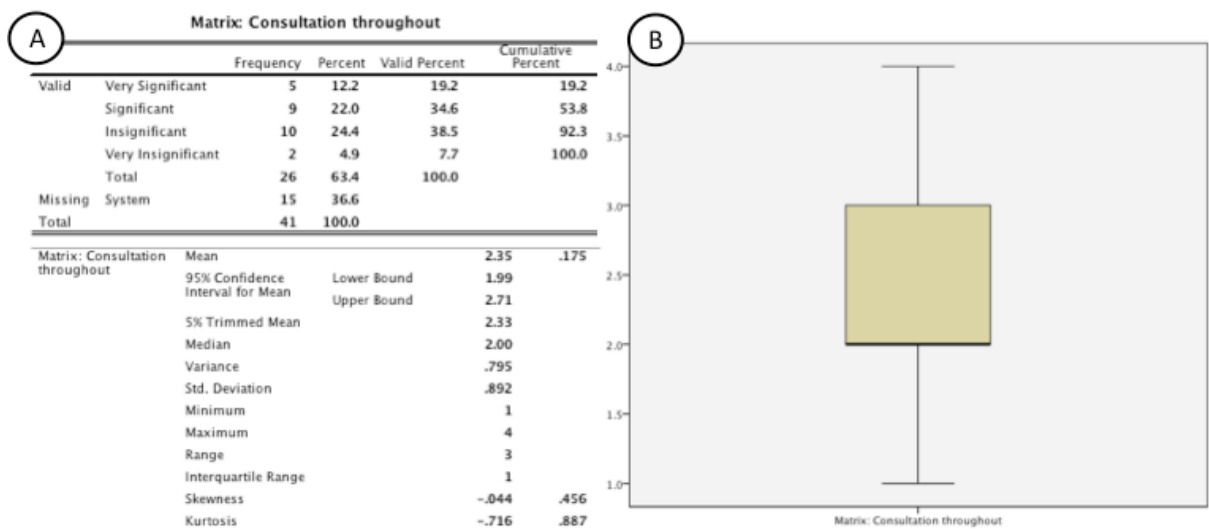 A
Matrix: Consultation throughout
Frequency Percent Valid Percent Cumulative Percent
Valid Very Significant 5 12.2 19.2 19.2
Significant 9 22.0 34.6 53.8
Insignificant 10 24.4 38.5 92.3
Very Insignificant 2 4.9 7.7 100.0
Total 26 63.4 100.0
Missing System 15 36.6
Total 41 100.0
Matrix: Consultation throughout Mean 2.35 .175
95% Confidence Interval for Mean Lower Bound 1.99
Upper Bound 2.71
5% Trimmed Mean 2.33
Median 2.00
Variance .795
Std. Deviation .892
Minimum 1
Maximum 4
Range 3
Interquartile Range 1
Skewness -.044 .456
Kurtosis -.716 .887
B
4.0
3.5
3.0
2.5
2.0
1.5
1.0
Matrix: Consultation throughout